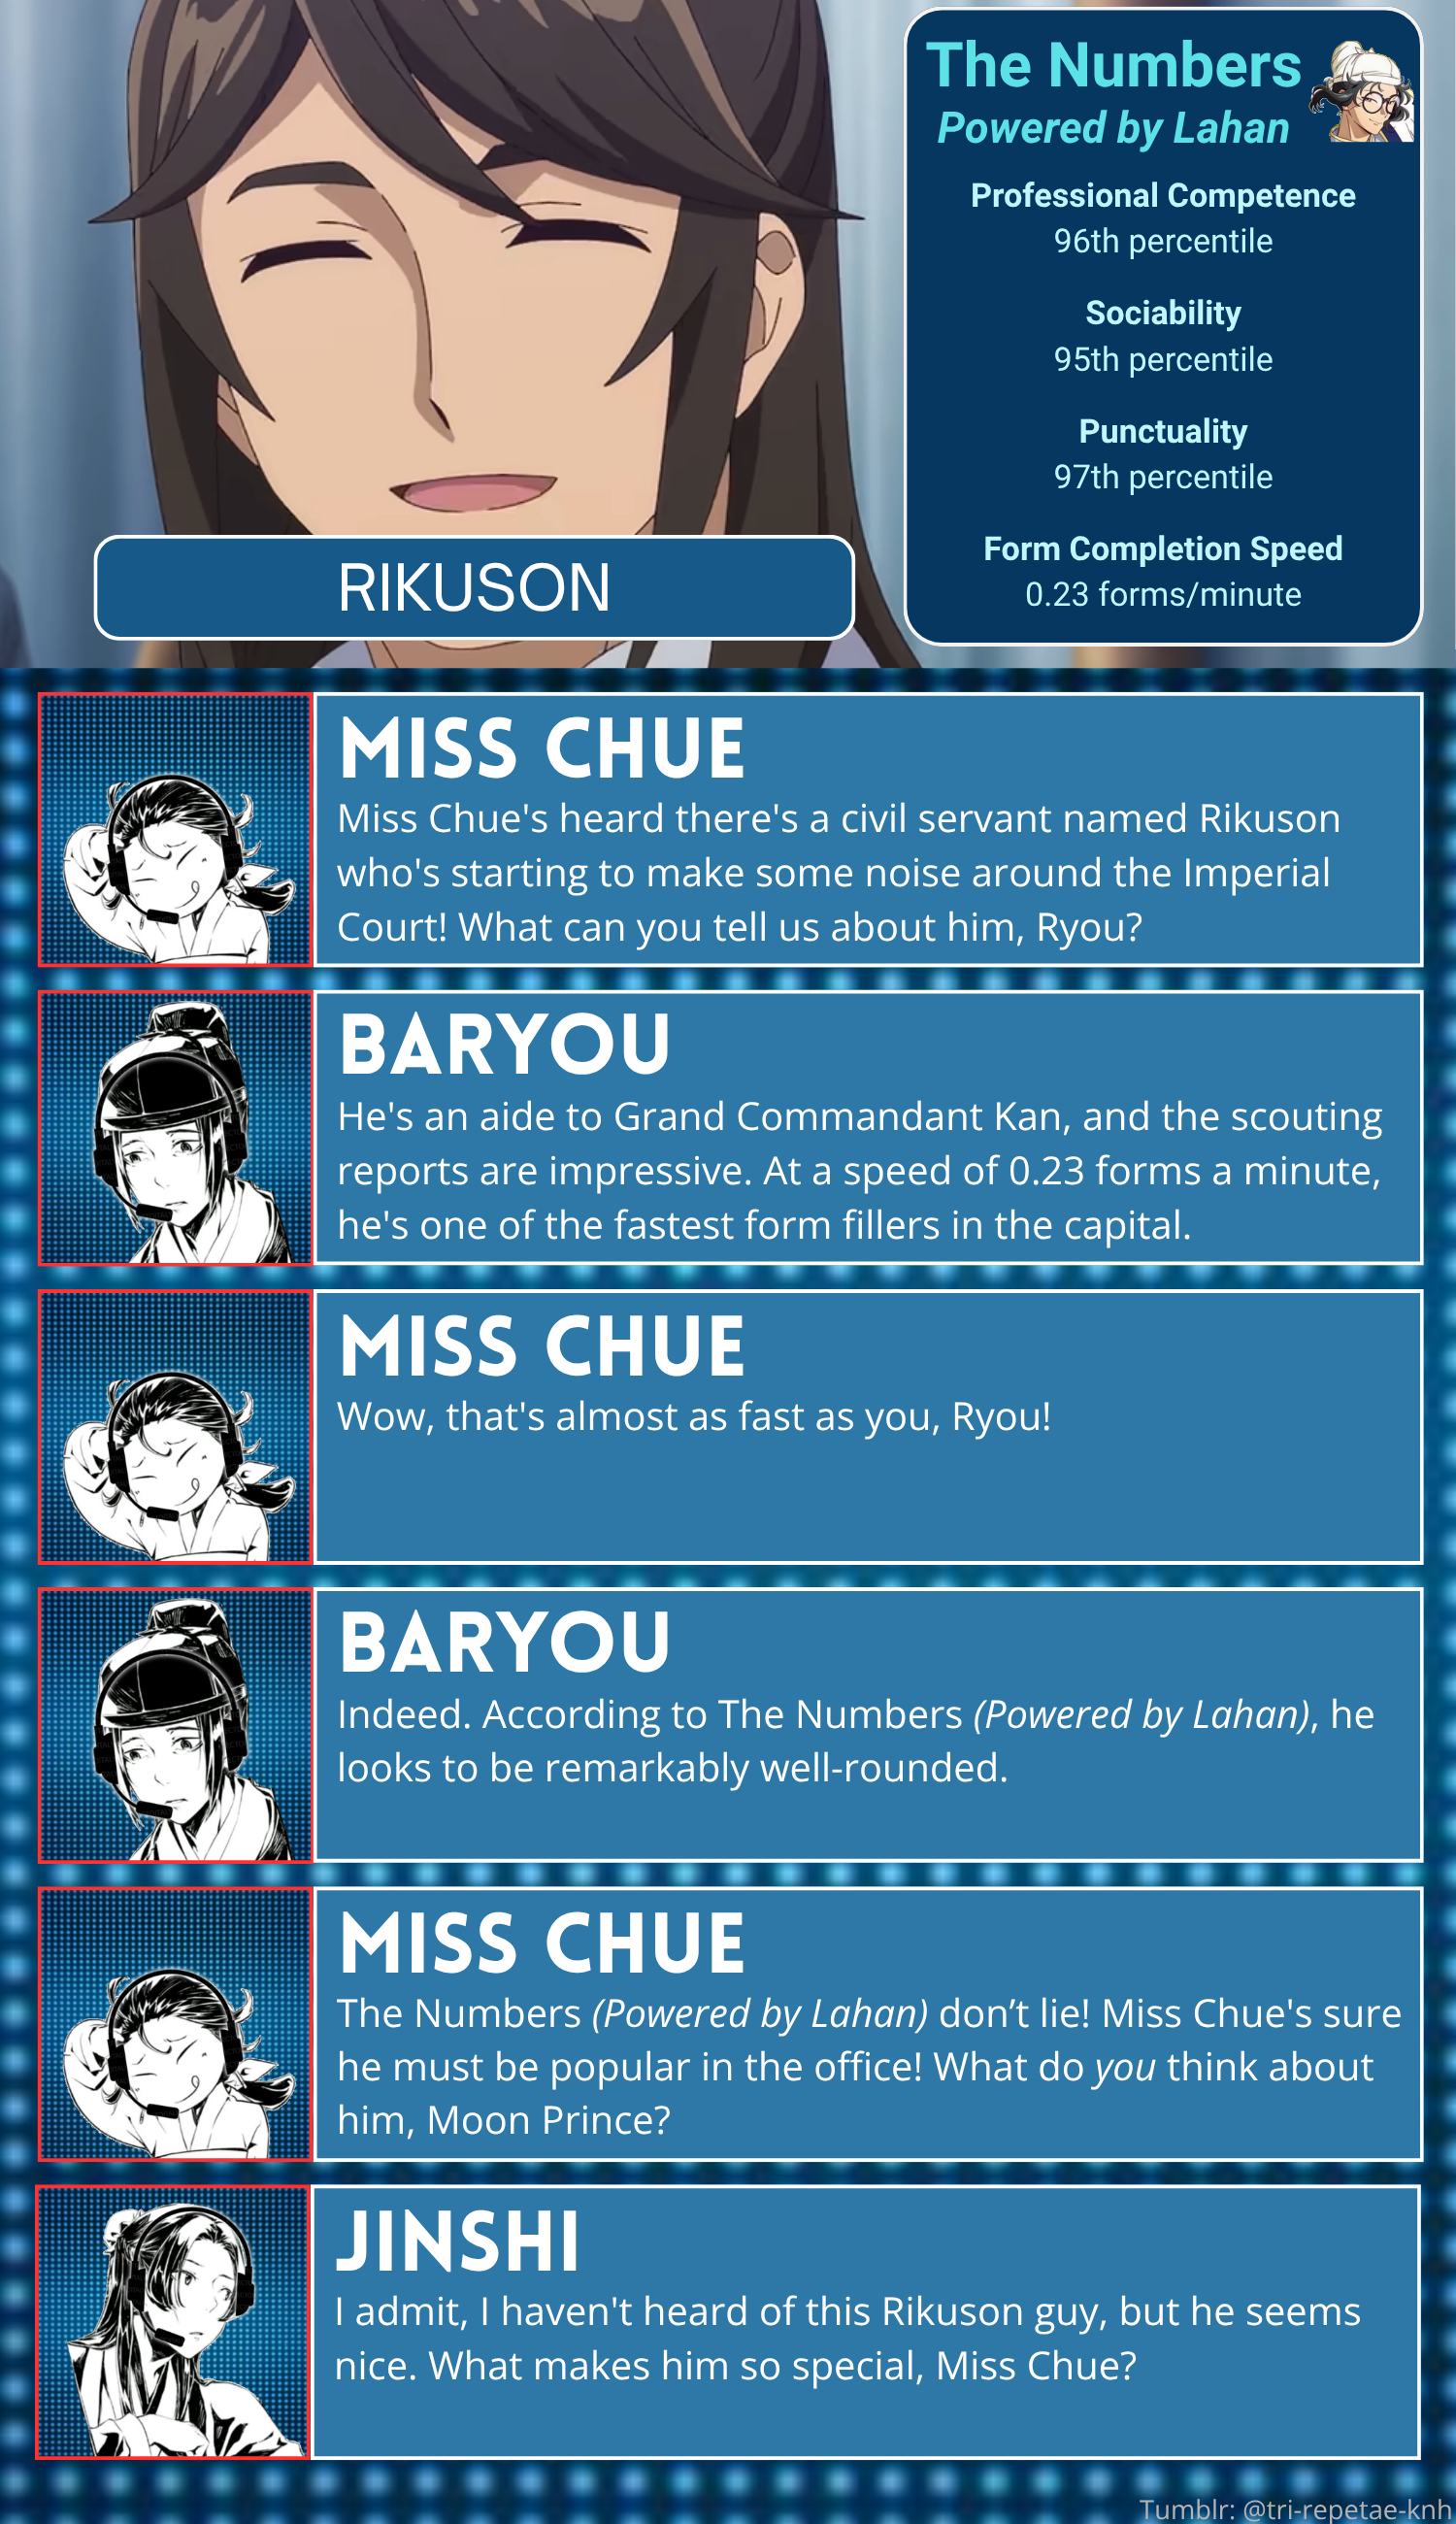 The Numbers
Powered by Lahan
Professional Competence
96th percentile
Sociability
95th percentile
Punctuality
97th percentile
Form Completion Speed
0.23 forms/minute
RIKUSON
MISS CHUE
Miss Chue's heard there's a civil servant named Rikuson
who's starting to make some noise around the Imperial
Court! What can you tell us about him, Ryou?
BARYOU
He's an aide to Grand Commandant Kan, and the scouting
reports are impressive. At a speed of 0.23 forms a minute,
he's one of the fastest form fillers in the capital.
MISS CHUE
Wow, that's almost as fast as you, Ryou!
BARYOU
Indeed. According to The Numbers (Powered by Lahan), he
looks to be remarkably well-rounded.
MISS CHUE
The Numbers (Powered by Lahan) don’t lie! Miss Chue's sure
he must be popular in the office! What do you think about
him, Moon Prince?
JINSHI
I admit, I haven't heard of this Rikuson guy, but he seems
nice. What makes him so special, Miss Chue?
Tumblr: @tri-repetae-knh